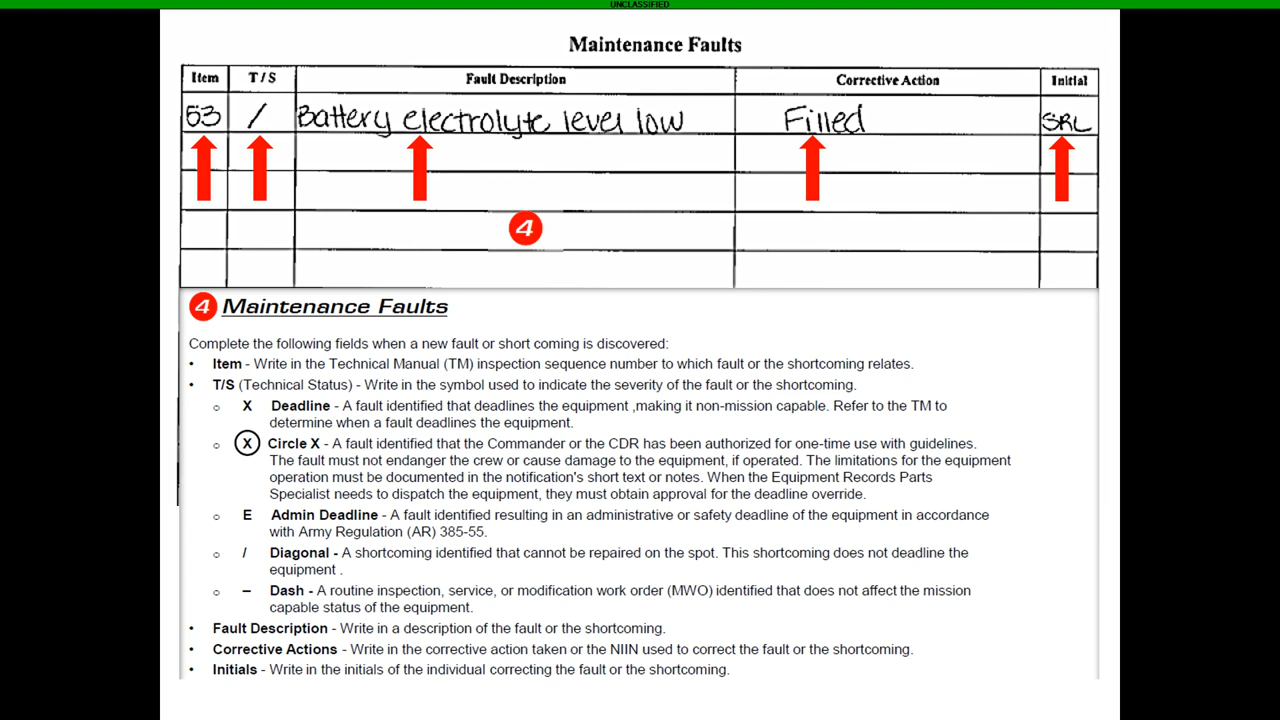 UNCLASSIFIED
Maintenance Faults
Item T / S Fault Description Corrective Action Initial
53 / Battery electrolyte level low Filled SRL
4
4 Maintenance Faults
Complete the following fields when a new fault or short coming is discovered:
• Item - Write in the Technical Manual (TM) inspection sequence number to which fault or the shortcoming relates.
• T/S (Technical Status) - Write in the symbol used to indicate the severity of the fault or the shortcoming.
o X Deadline - A fault identified that deadlines the equipment ,making it non-mission capable. Refer to the TM to
determine when a fault deadlines the equipment.
o X Circle X - A fault identified that the Commander or the CDR has been authorized for one-time use with guidelines.
The fault must not endanger the crew or cause damage to the equipment, if operated. The limitations for the equipment
operation must be documented in the notification's short text or notes. When the Equipment Records Parts
Specialist needs to dispatch the equipment, they must obtain approval for the deadline override.
o E Admin Deadline - A fault identified resulting in an administrative or safety deadline of the equipment in accordance
with Army Regulation (AR) 385-55.
o / Diagonal - A shortcoming identified that cannot be repaired on the spot. This shortcoming does not deadline the
equipment .
o – Dash - A routine inspection, service, or modification work order (MWO) identified that does not affect the mission
capable status of the equipment.
• Fault Description - Write in a description of the fault or the shortcoming.
• Corrective Actions - Write in the corrective action taken or the NIIN used to correct the fault or the shortcoming.
• Initials - Write in the initials of the individual correcting the fault or the shortcoming.